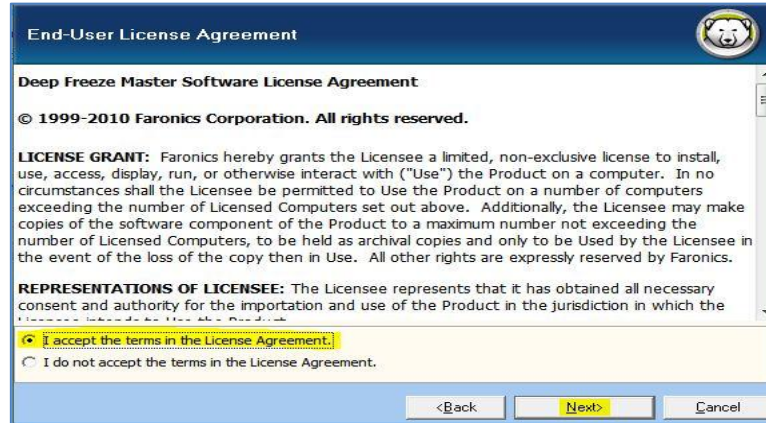 End-User License Agreement
Deep Freeze Master Software License Agreement
© 1999-2010 Faronics Corporation. All rights reserved.
LICENSE GRANT: Faronics hereby grants the Licensee a limited, non-exclusive license to install,
use, access, display, run, or otherwise interact with ("Use") the Product on a computer. In no
circumstances shall the Licensee be permitted to Use the Product on a number of computers
exceeding the number of Licensed Computers set out above. Additionally, the Licensee may make
copies of the software component of the Product to a maximum number not exceeding the
number of Licensed Computers, to be held as archival copies and only to be Used by the Licensee in
the event of the loss of the copy then in Use. All other rights are expressly reserved by Faronics.
REPRESENTATIONS OF LICENSEE: The Licensee represents that it has obtained all necessary
consent and authority for the importation and use of the Product in the jurisdiction in which the
I accept the terms in the License Agreement.
I do not accept the terms in the License Agreement.
<Back Next> Cancel